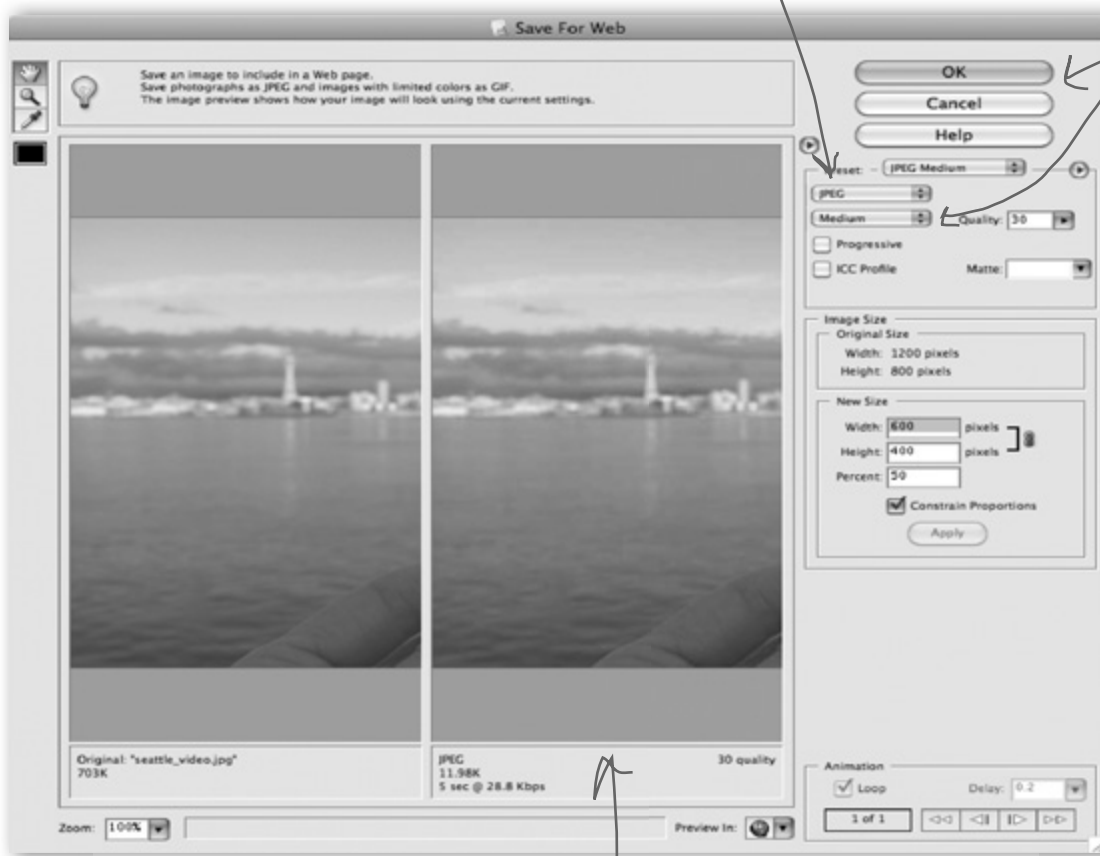 Save For Web
Save an image to include in a Web page.
Save photographs as JPEG and images with limited colors as GIF.
The image preview shows how your image will look using the current settings.
OK
Cancel
Help
Preset: JPEG Medium
JPEG
Medium Quality: 30
Progressive
ICC Profile Matte:
Image Size
Original Size
Width: 1200 pixels
Height: 800 pixels
New Size
Width: 600 pixels
Height: 400 pixels
Percent: 50
Constrain Proportions
Apply
Original: "seattle_video.jpg"
703K
JPEG 30 quality
11.98K
5 sec @ 28.8 Kbps
Animation
Loop Delay: 0.2
1 of 1
Zoom: 100% Preview In: